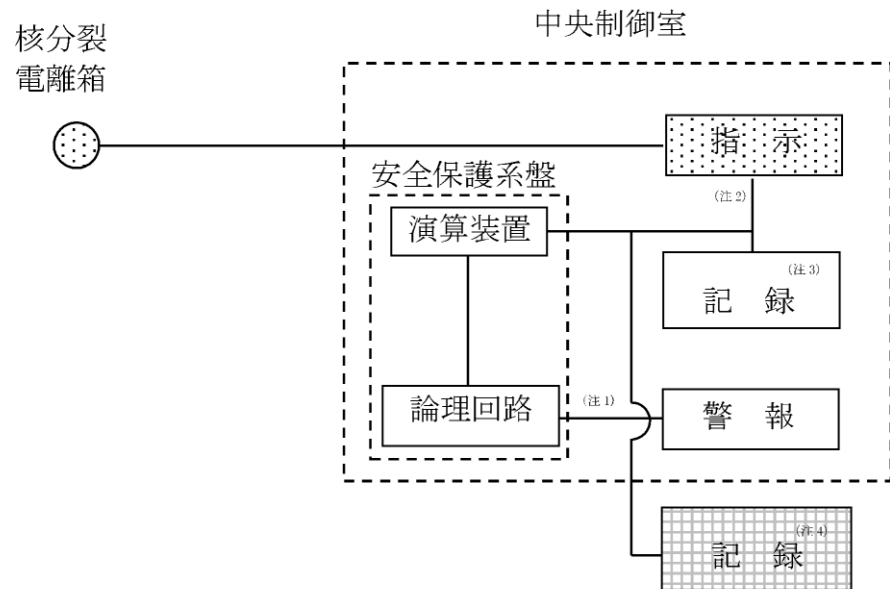 中央制御室
核分裂
電離箱
指 示
安全保護系盤
(注2)
演算装置
(注3)
記 録
論理回路
(注1)
警 報
(注4)
記 録